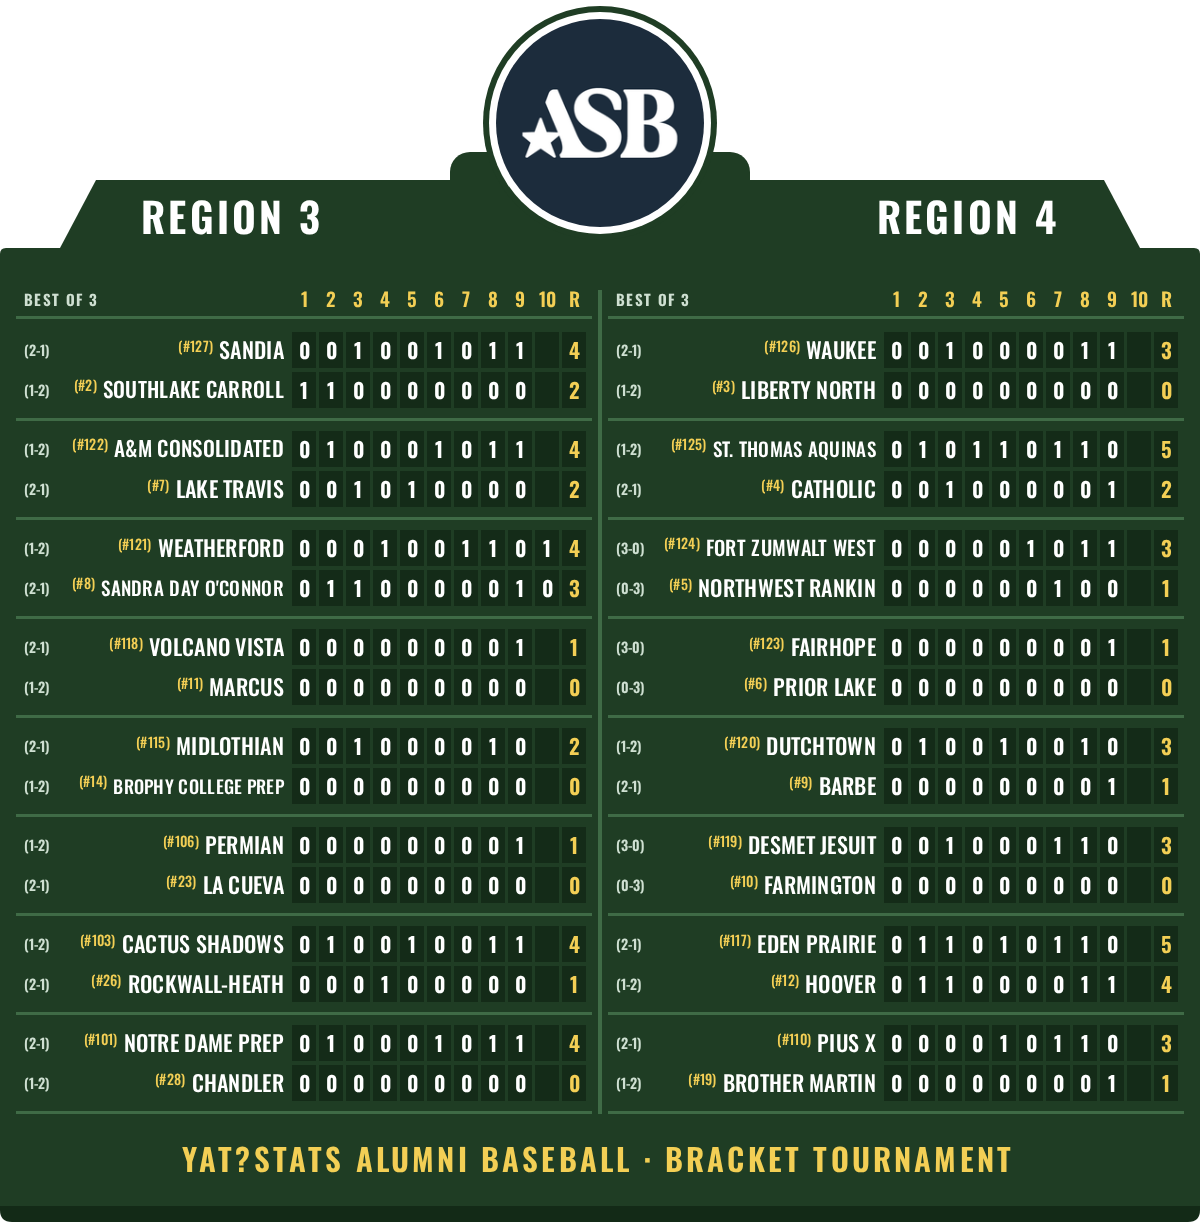 ASB
REGION 3
REGION 4
BEST OF 3 1 2 3 4 5 6 7 8 9 10 R
(2-1) (#127) SANDIA 0 0 1 0 0 1 0 1 1 4
(1-2) (#2) SOUTHLAKE CARROLL 1 1 0 0 0 0 0 0 0 2
(1-2) (#122) A&M CONSOLIDATED 0 1 0 0 0 1 0 1 1 4
(2-1) (#7) LAKE TRAVIS 0 0 1 0 1 0 0 0 0 2
(1-2) (#121) WEATHERFORD 0 0 0 1 0 0 1 1 0 1 4
(2-1) (#8) SANDRA DAY O'CONNOR 0 1 1 0 0 0 0 0 1 0 3
(2-1) (#118) VOLCANO VISTA 0 0 0 0 0 0 0 0 1 1
(1-2) (#11) MARCUS 0 0 0 0 0 0 0 0 0 0
(2-1) (#115) MIDLOTHIAN 0 0 1 0 0 0 0 1 0 2
(1-2) (#14) BROPHY COLLEGE PREP 0 0 0 0 0 0 0 0 0 0
(1-2) (#106) PERMIAN 0 0 0 0 0 0 0 0 1 1
(2-1) (#23) LA CUEVA 0 0 0 0 0 0 0 0 0 0
(1-2) (#103) CACTUS SHADOWS 0 1 0 0 1 0 0 1 1 4
(2-1) (#26) ROCKWALL-HEATH 0 0 0 1 0 0 0 0 0 1
(2-1) (#101) NOTRE DAME PREP 0 1 0 0 0 1 0 1 1 4
(1-2) (#28) CHANDLER 0 0 0 0 0 0 0 0 0 0
BEST OF 3 1 2 3 4 5 6 7 8 9 10 R
(2-1) (#126) WAUKEE 0 0 1 0 0 0 0 1 1 3
(1-2) (#3) LIBERTY NORTH 0 0 0 0 0 0 0 0 0 0
(1-2) (#125) ST. THOMAS AQUINAS 0 1 0 1 1 0 1 1 0 5
(2-1) (#4) CATHOLIC 0 0 1 0 0 0 0 0 1 2
(3-0) (#124) FORT ZUMWALT WEST 0 0 0 0 0 1 0 1 1 3
(0-3) (#5) NORTHWEST RANKIN 0 0 0 0 0 0 1 0 0 1
(3-0) (#123) FAIRHOPE 0 0 0 0 0 0 0 0 1 1
(0-3) (#6) PRIOR LAKE 0 0 0 0 0 0 0 0 0 0
(1-2) (#120) DUTCHTOWN 0 1 0 0 1 0 0 1 0 3
(2-1) (#9) BARBE 0 0 0 0 0 0 0 0 1 1
(3-0) (#119) DESMET JESUIT 0 0 1 0 0 0 1 1 0 3
(0-3) (#10) FARMINGTON 0 0 0 0 0 0 0 0 0 0
(2-1) (#117) EDEN PRAIRIE 0 1 1 0 1 0 1 1 0 5
(1-2) (#12) HOOVER 0 1 1 0 0 0 0 1 1 4
(2-1) (#110) PIUS X 0 0 0 0 1 0 1 1 0 3
(1-2) (#19) BROTHER MARTIN 0 0 0 0 0 0 0 0 1 1
YAT?STATS ALUMNI BASEBALL · BRACKET TOURNAMENT